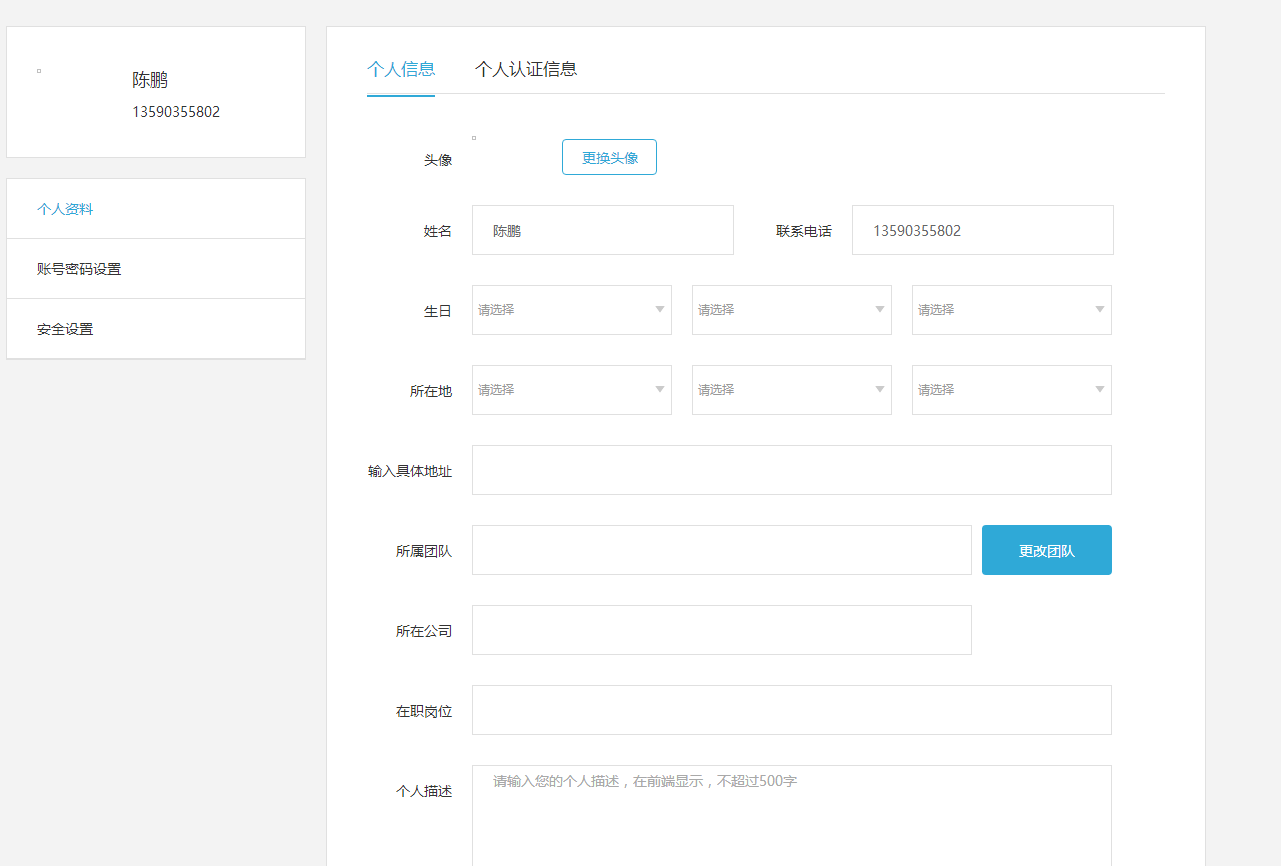 陈鹏
13590355802
个人资料
账号密码设置
安全设置
个人信息 个人认证信息
头像 更换头像
姓名 陈鹏 联系电话 13590355802
生日 请选择 请选择 请选择
所在地 请选择 请选择 请选择
输入具体地址
所属团队 更改团队
所在公司
在职岗位
个人描述 请输入您的个人描述，在前端显示，不超过500字